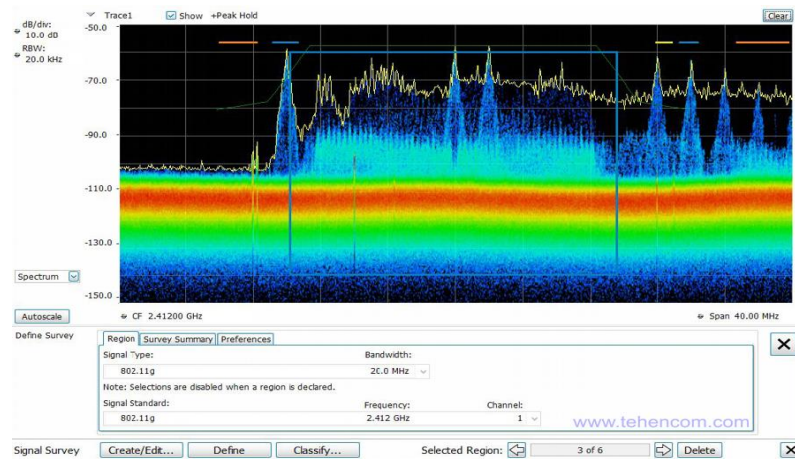 dB/div: 10.0 dB
RBW: 20.0 kHz
Trace1 Show +Peak Hold Clear
-50.0
-70.0
-90.0
-110.0
-130.0
-150.0
Spectrum
Autoscale CF 2.41200 GHz Span 40.00 MHz
Define Survey
Region Survey Summary Preferences
Signal Type: Bandwidth:
802.11g 20.0 MHz
Note: Selections are disabled when a region is declared.
Signal Standard: Frequency: Channel:
802.11g 2.412 GHz 1
www.tehencom.com
Signal Survey Create/Edit... Define Classify... Selected Region: 3 of 6 Delete